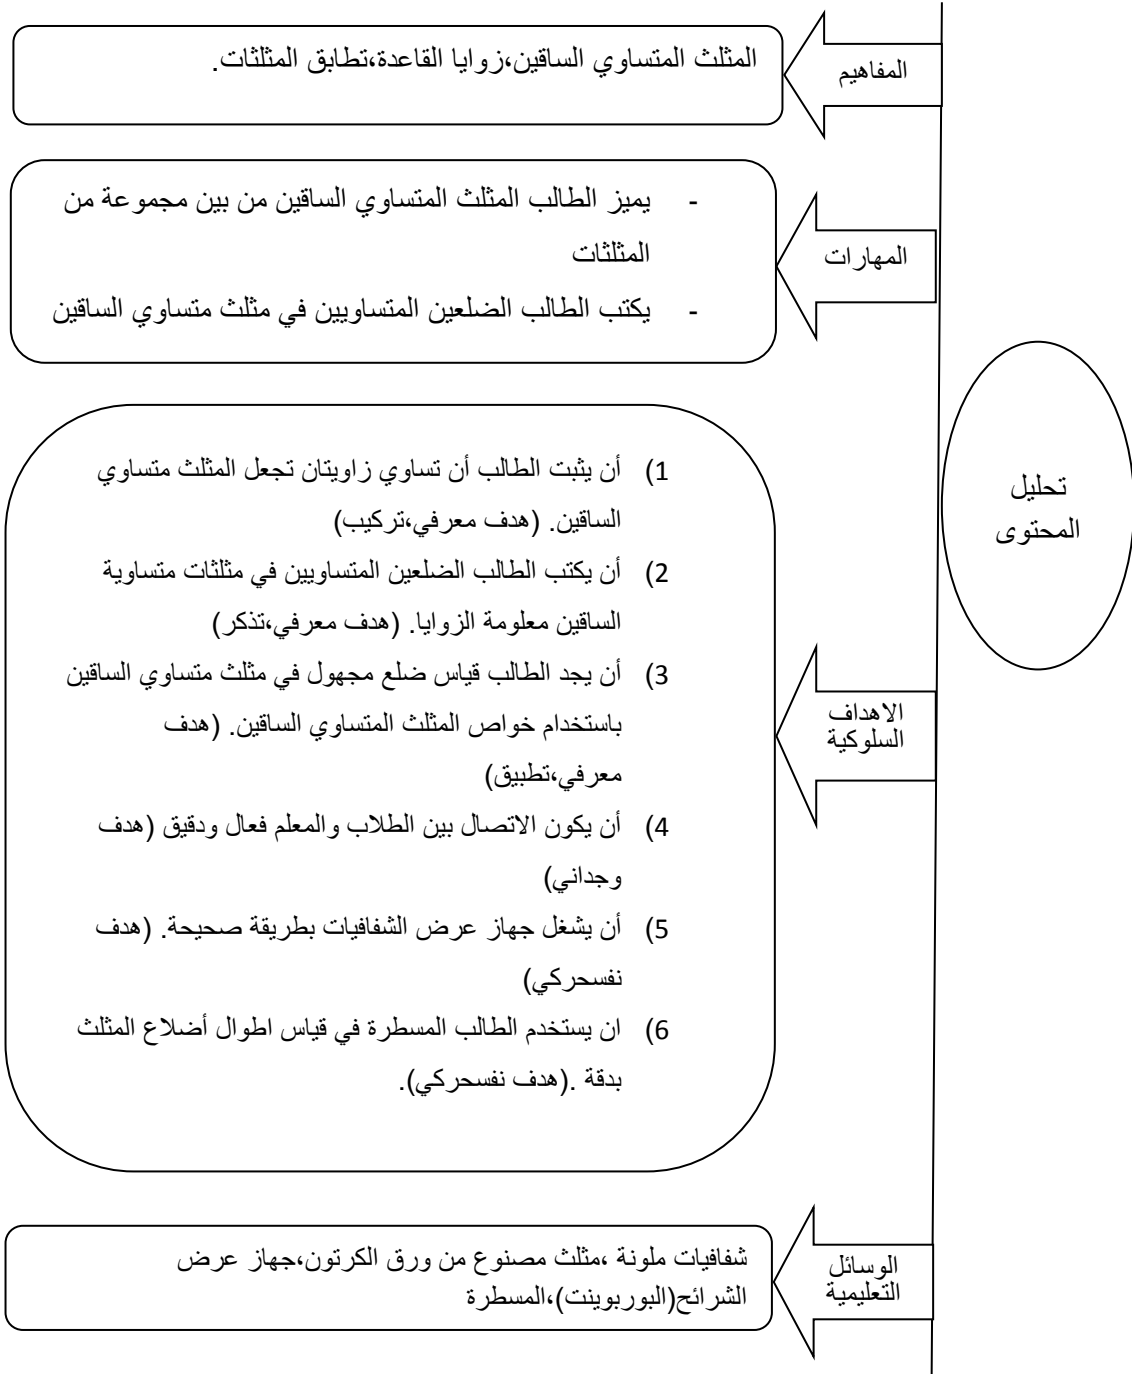 المفاهيم
المثلث المتساوي الساقين،زوايا القاعدة،تطابق المثلثات.
المهارات
- يميز الطالب المثلث المتساوي الساقين من بين مجموعة من
المثلثات
- يكتب الطالب الضلعين المتساويين في مثلث متساوي الساقين
تحليل
المحتوى
الاهداف
السلوكية
1) أن يثبت الطالب أن تساوي زاويتان تجعل المثلث متساوي
الساقين. (هدف معرفي،تركيب)
2) أن يكتب الطالب الضلعين المتساويين في مثلثات متساوية
الساقين معلومة الزوايا. (هدف معرفي،تذكر)
3) أن يجد الطالب قياس ضلع مجهول في مثلث متساوي الساقين
باستخدام خواص المثلث المتساوي الساقين. (هدف
معرفي،تطبيق)
4) أن يكون الاتصال بين الطلاب والمعلم فعال ودقيق (هدف
وجداني)
5) أن يشغل جهاز عرض الشفافيات بطريقة صحيحة. (هدف
نفسحركي)
6) ان يستخدم الطالب المسطرة في قياس اطوال أضلاع المثلث
بدقة .(هدف نفسحركي).
الوسائل
التعليمية
شفافيات ملونة ،مثلث مصنوع من ورق الكرتون،جهاز عرض
الشرائح(البوربوينت)،المسطرة